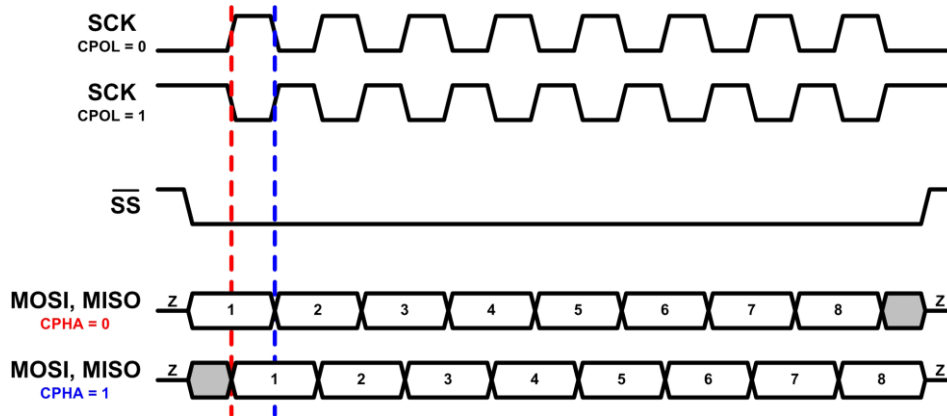 SCK
CPOL = 0
SCK
CPOL = 1
SS
MOSI, MISO
CPHA = 0
Z 1 2 3 4 5 6 7 8 Z
MOSI, MISO
CPHA = 1
Z 1 2 3 4 5 6 7 8 Z